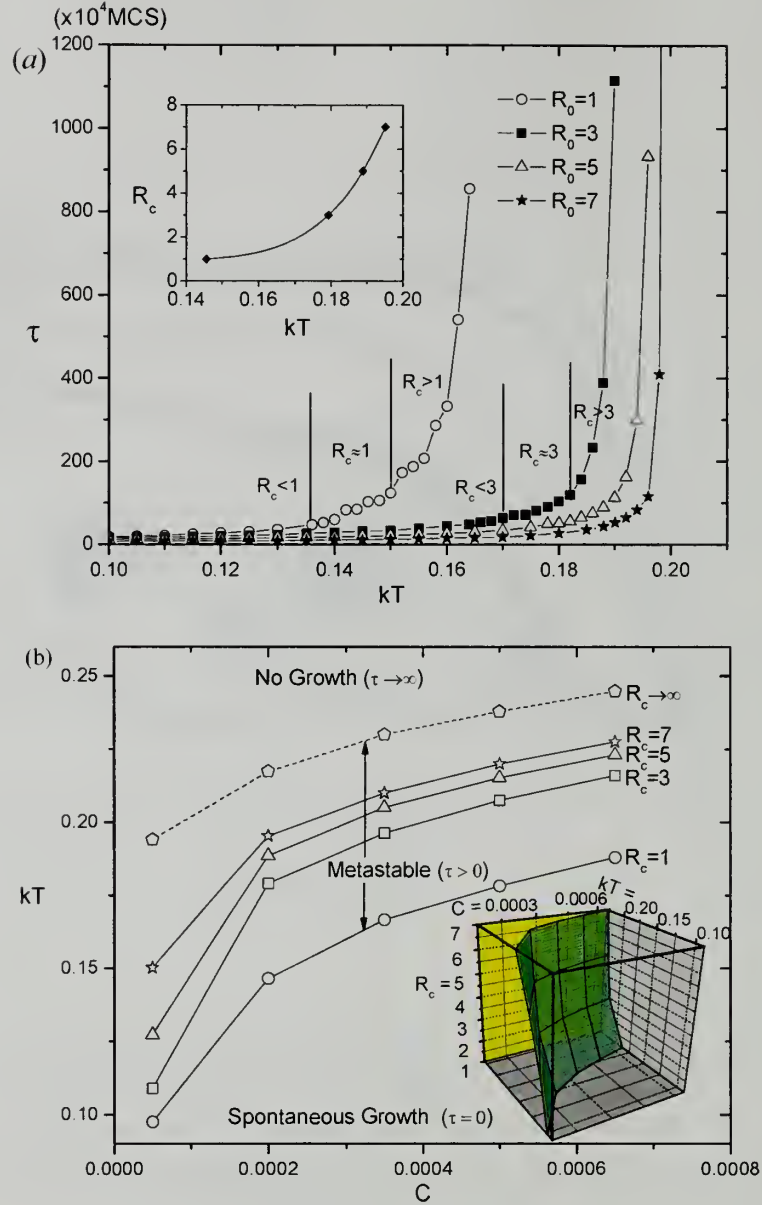 (x10⁴MCS)
(a)
1200
1000
800
600
400
200
0
τ
0.10
0.12
0.14
0.16
0.18
0.20
kT
8
6
4
2
0
R_c
0.14
0.16
0.18
0.20
kT
R_0=1
R_0=3
R_0=5
R_0=7
R_c<1
R_c≈1
R_c>1
R_c<3
R_c≈3
R_c>3
(b)
0.25
0.20
kT
0.15
0.10
No Growth (τ→∞)
R_c→∞
R_c=7
R_c=5
R_c=3
R_c=1
Metastable (τ>0)
Spontaneous Growth (τ=0)
C = 0.0003 0.0006
kT =
0.20 0.15 0.10
7
6
R_c = 5
4
3
2
1
0.0000
0.0002
0.0004
0.0006
0.0008
C